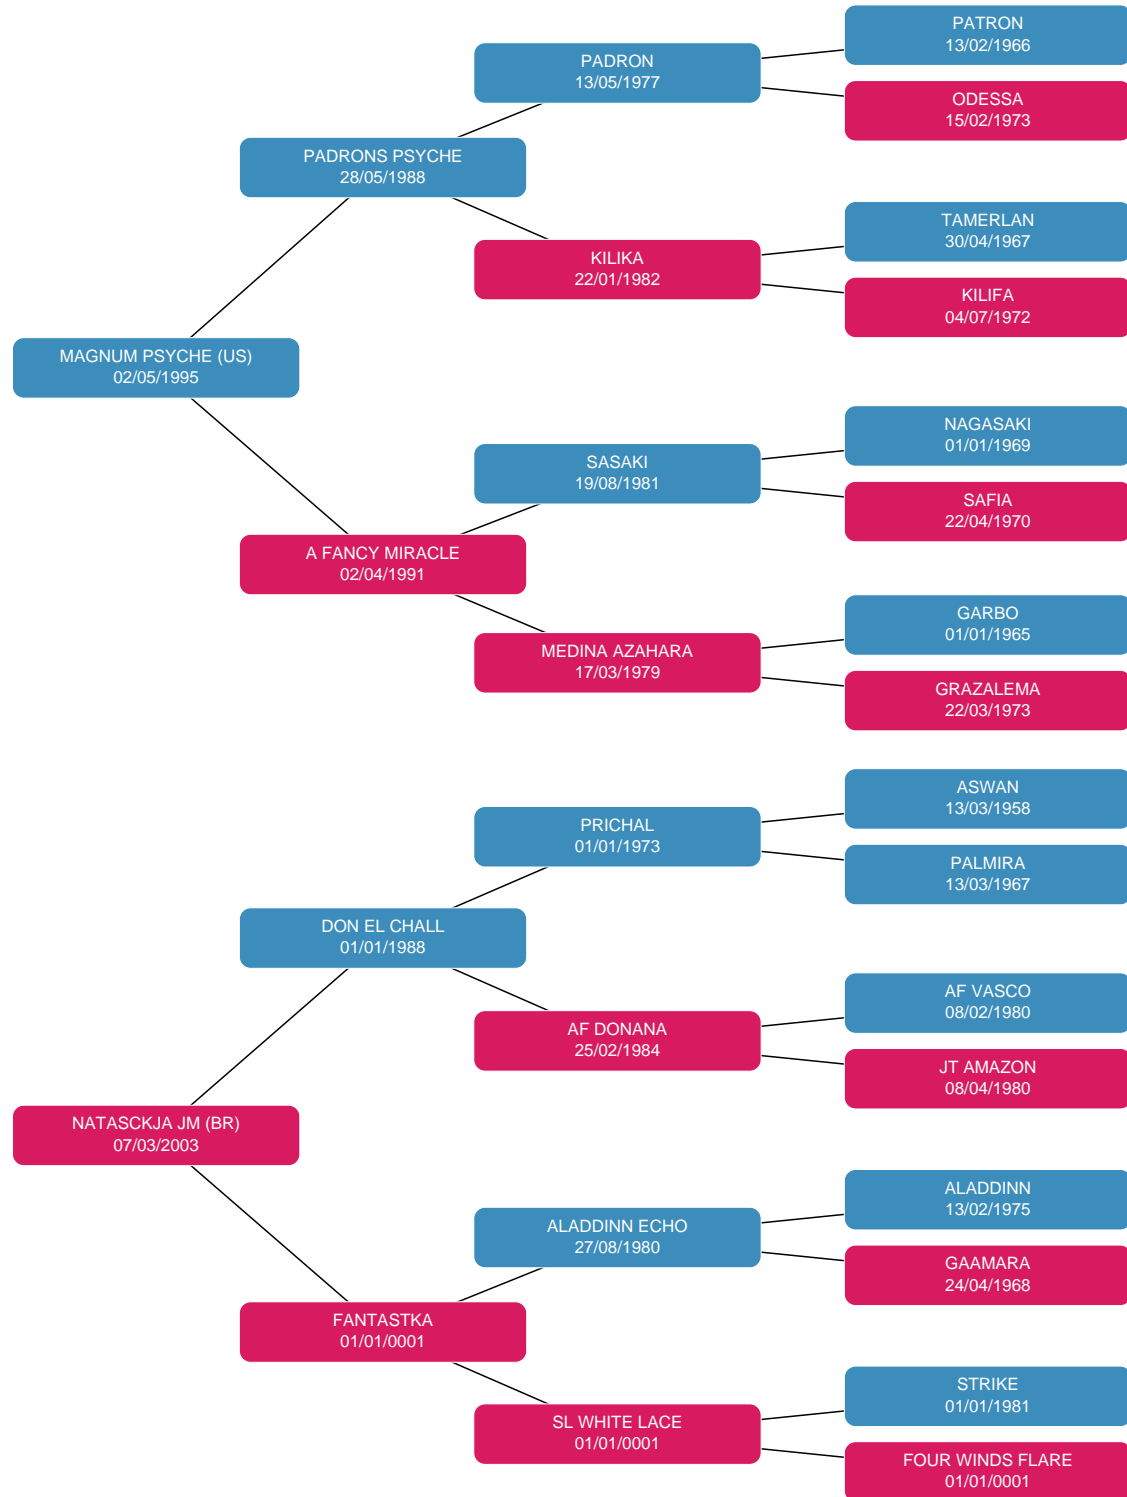 PATRON
13/02/1966
PADRON
13/05/1977
ODESSA
15/02/1973
PADRONS PSYCHE
28/05/1988
TAMERLAN
30/04/1967
KILIKA
22/01/1982
KILIFA
04/07/1972
MAGNUM PSYCHE (US)
02/05/1995
NAGASAKI
01/01/1969
SASAKI
19/08/1981
SAFIA
22/04/1970
A FANCY MIRACLE
02/04/1991
GARBO
01/01/1965
MEDINA AZAHARA
17/03/1979
GRAZALEMA
22/03/1973
ASWAN
13/03/1958
PRICHAL
01/01/1973
PALMIRA
13/03/1967
DON EL CHALL
01/01/1988
AF VASCO
08/02/1980
AF DONANA
25/02/1984
JT AMAZON
08/04/1980
NATASCKJA JM (BR)
07/03/2003
ALADDINN
13/02/1975
ALADDINN ECHO
27/08/1980
GAAMARA
24/04/1968
FANTASTKA
01/01/0001
STRIKE
01/01/1981
SL WHITE LACE
01/01/0001
FOUR WINDS FLARE
01/01/0001